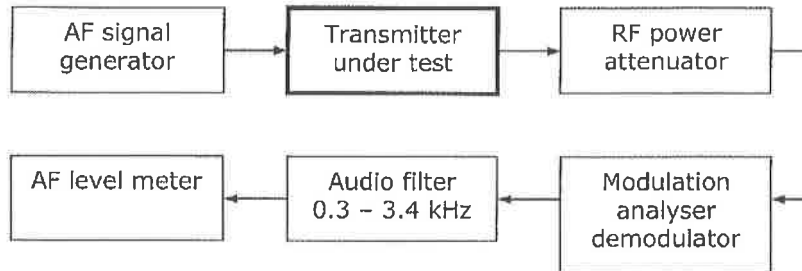 AF signal
generator
Transmitter
under test
RF power
attenuator
AF level meter
Audio filter
0.3 – 3.4 kHz
Modulation
analyser
demodulator